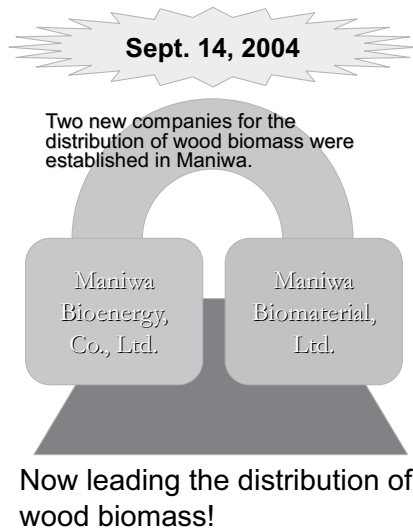 Sept. 14, 2004
Two new companies for the
distribution of wood biomass were
established in Maniwa.
Maniwa
Bioenergy,
Co., Ltd.
Maniwa
Biomaterial,
Ltd.
Now leading the distribution of
wood biomass!